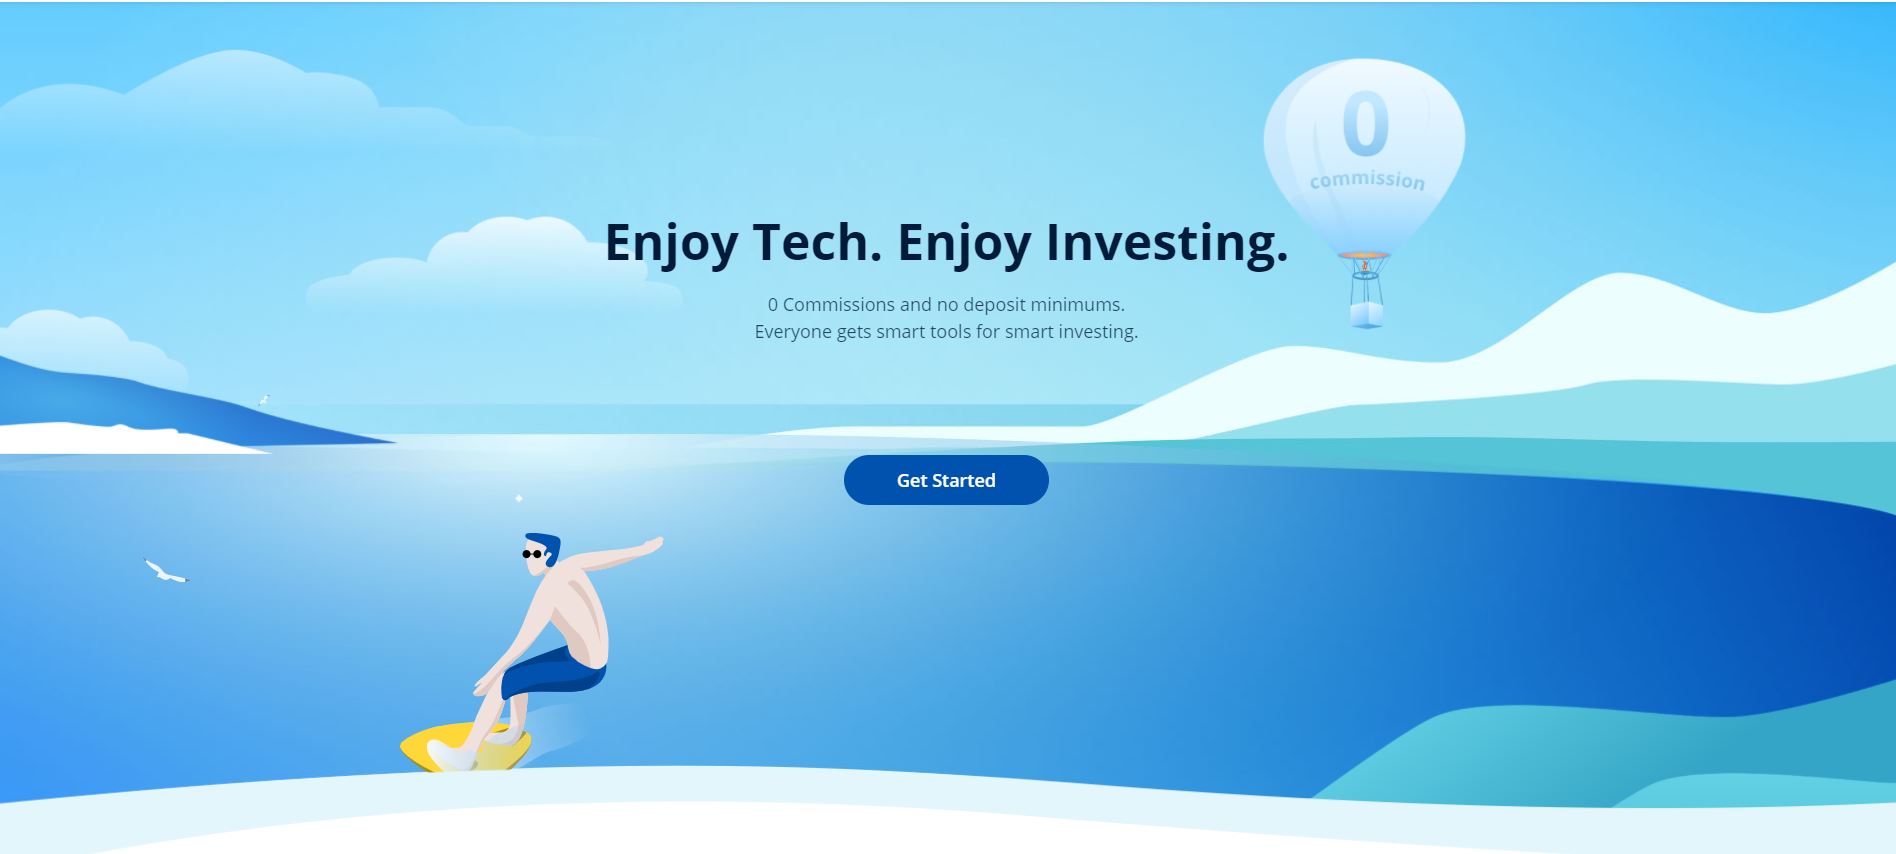 0
commission
Enjoy Tech. Enjoy Investing.
0 Commissions and no deposit minimums.
Everyone gets smart tools for smart investing.
Get Started